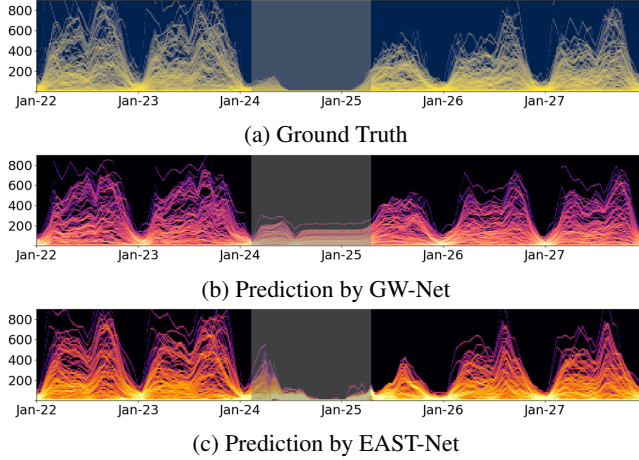 800
600
400
200
Jan-22 Jan-23 Jan-24 Jan-25 Jan-26 Jan-27
(a) Ground Truth
800
600
400
200
Jan-22 Jan-23 Jan-24 Jan-25 Jan-26 Jan-27
(b) Prediction by GW-Net
800
600
400
200
Jan-22 Jan-23 Jan-24 Jan-25 Jan-26 Jan-27
(c) Prediction by EAST-Net